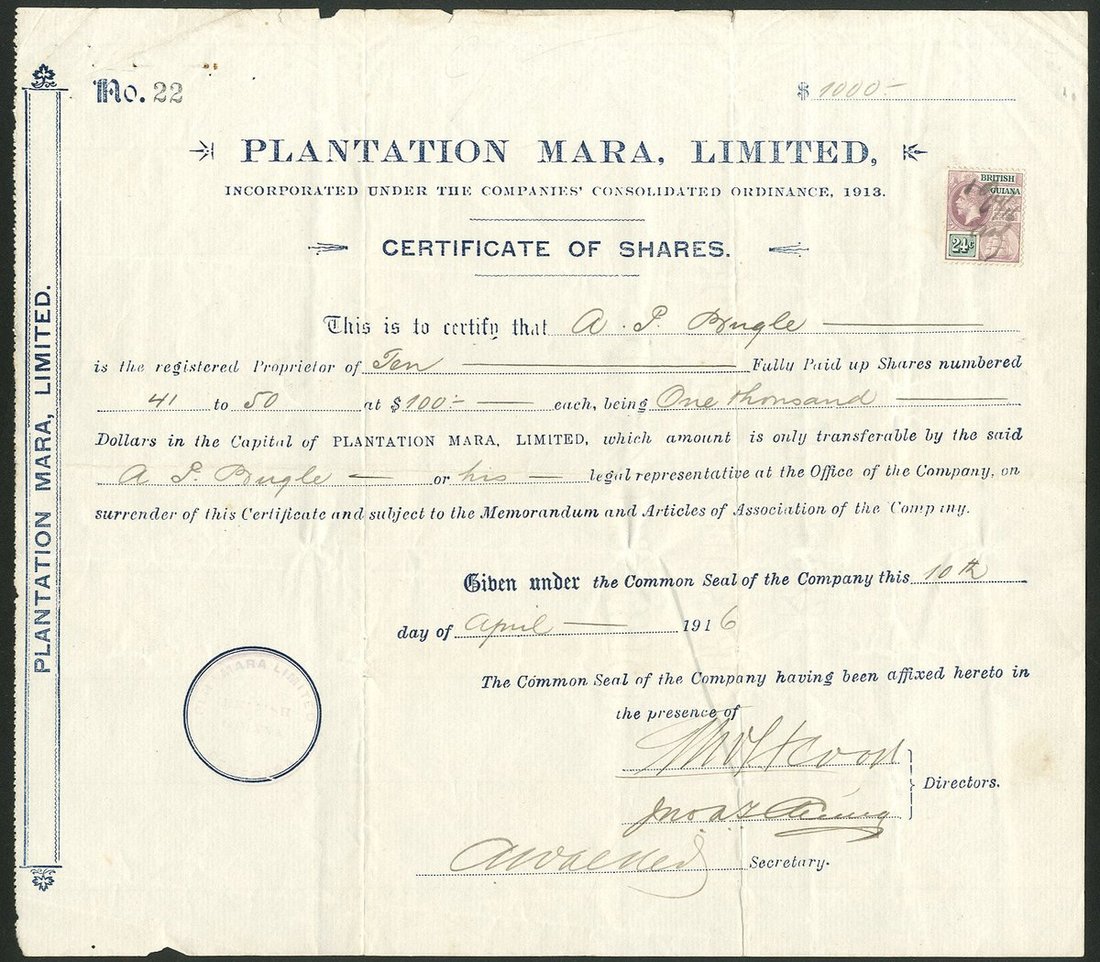 No. 22
$ 1000-
PLANTATION MARA, LIMITED,
INCORPORATED UNDER THE COMPANIES' CONSOLIDATED ORDINANCE, 1913.
BRITISH
GUIANA
24c
CERTIFICATE OF SHARES.
This is to certify that A. P. Bugle
is the registered Proprietor of Ten Fully Paid up Shares numbered
41 to 50 at $100:- each, being One thousand
Dollars in the Capital of PLANTATION MARA, LIMITED, which amount is only transferable by the said
A P. Bugle or his legal representative at the Office of the Company, on
surrender of this Certificate and subject to the Memorandum and Articles of Association of the Company.
Given under the Common Seal of the Company this 10th
day of April 1916
The Common Seal of the Company having been affixed hereto in
the presence of
Directors.
Secretary.
MARA LIMITED
PLANTATION MARA, LIMITED.